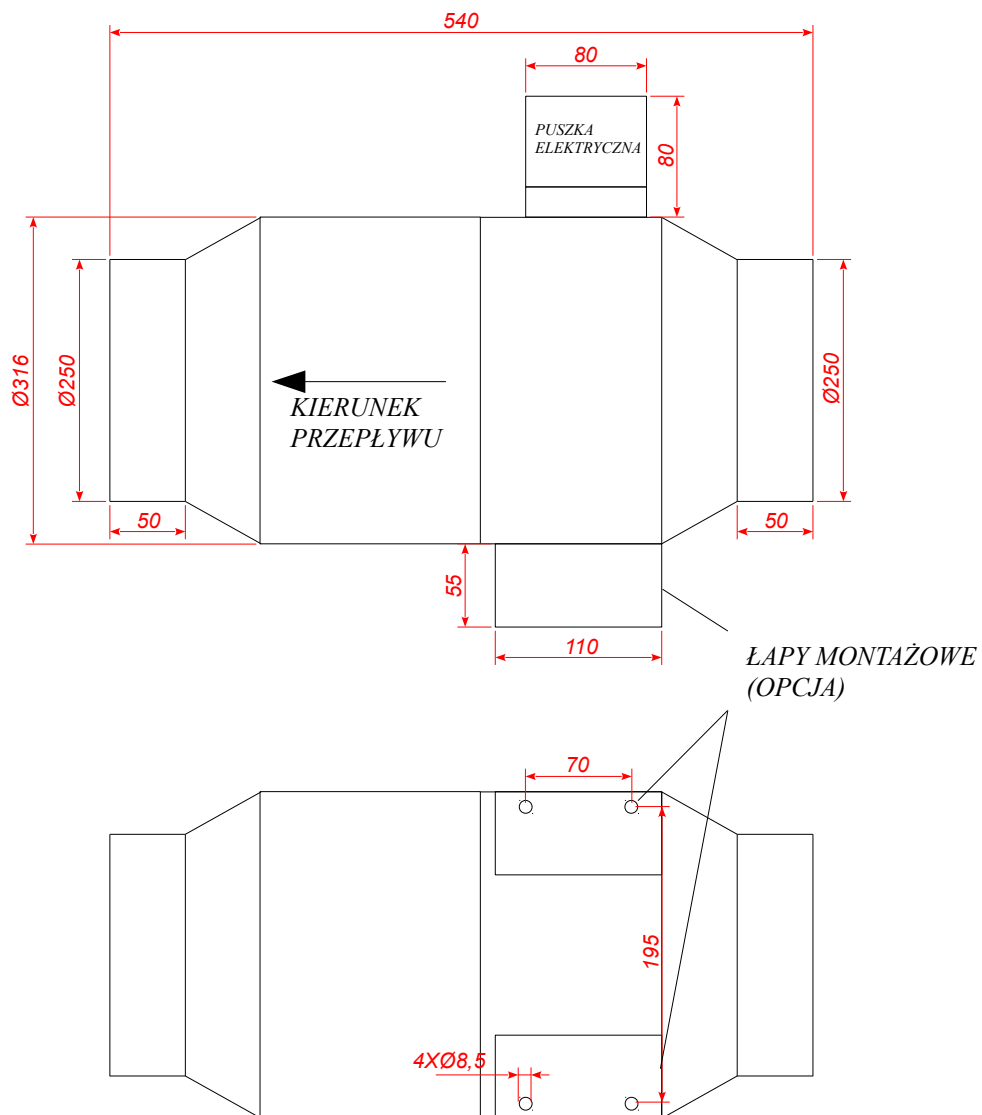 540
80
PUSZKA
ELEKTRYCZNA
80
Ø316
Ø250
Ø250
KIERUNEK
PRZEPŁYWU
50
50
55
110
ŁAPY MONTAŻOWE
(OPCJA)
70
195
4XØ8,5